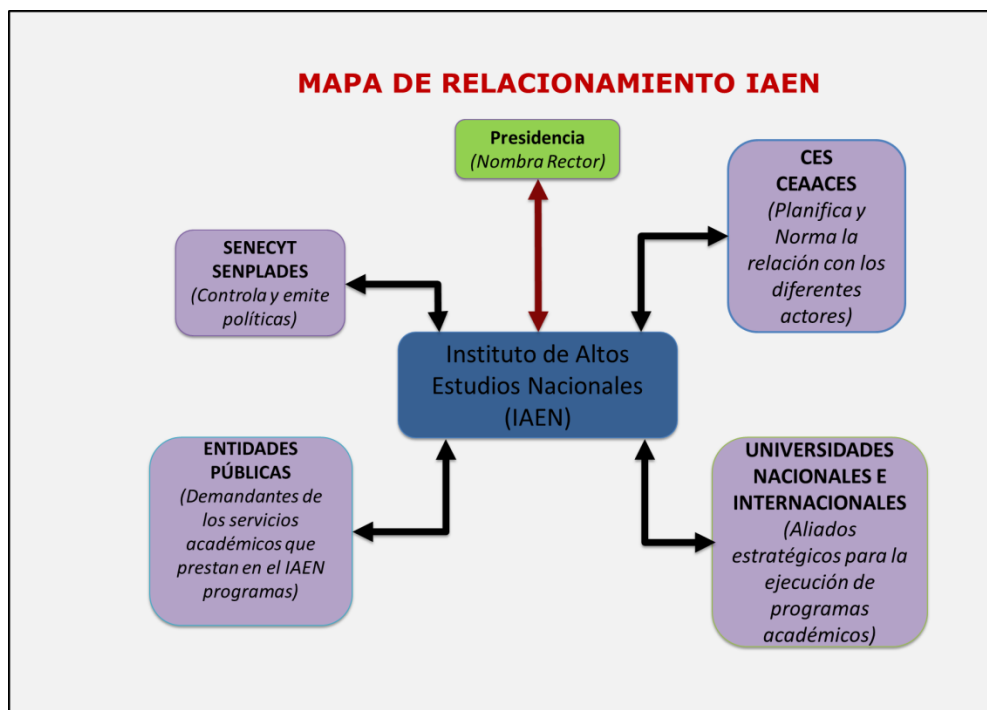 MAPA DE RELACIONAMIENTO IAEN
Presidencia
(Nombra Rector)
CES
CEAACES
(Planifica y
Norma la
relación con los
diferentes
actores)
SENECYT
SENPLADES
(Controla y emite
políticas)
Instituto de Altos
Estudios Nacionales
(IAEN)
ENTIDADES
PÚBLICAS
(Demandantes de
los servicios
académicos que
prestan en el IAEN
programas)
UNIVERSIDADES
NACIONALES E
INTERNACIONALES
(Aliados
estratégicos para la
ejecución de
programas
académicos)